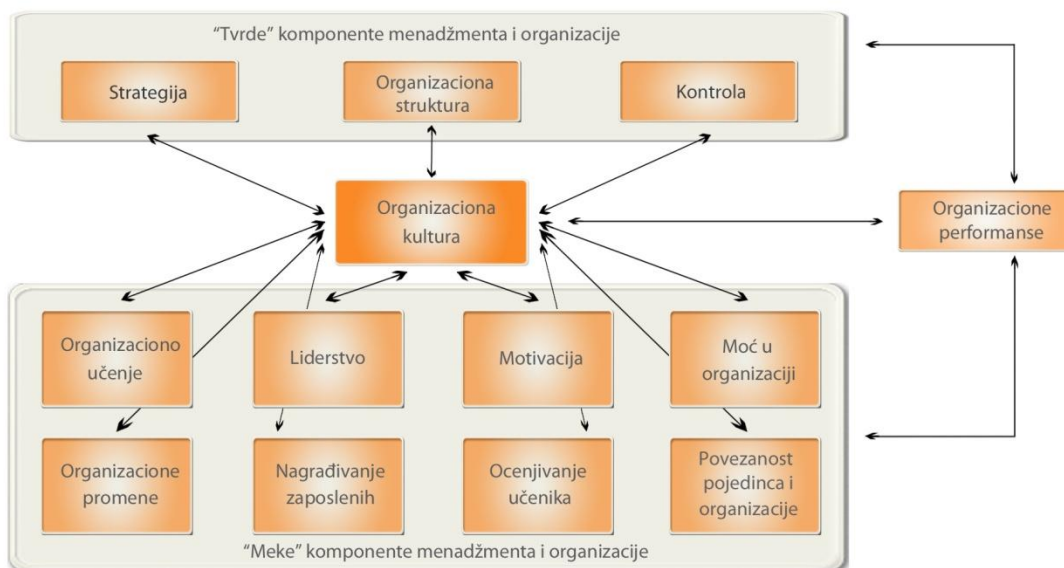 “Tvrde” komponente menadžmenta i organizacije
Strategija
Organizaciona
struktura
Kontrola
Organizaciona
kultura
Organizacione
performanse
Organizaciono
učenje
Liderstvo
Motivacija
Moć u
organizaciji
Organizacione
promene
Nagrađivanje
zaposlenih
Ocenjivanje
učenika
Povezanost
pojedinca i
organizacije
“Meke” komponente menadžmenta i organizacije